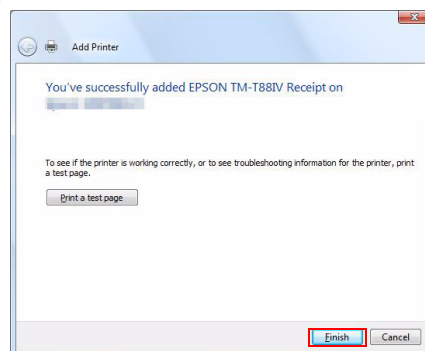 Add Printer
You've successfully added EPSON TM-T88IV Receipt on
To see if the printer is working correctly, or to see troubleshooting information for the printer, print
a test page.
Print a test page
Finish
Cancel